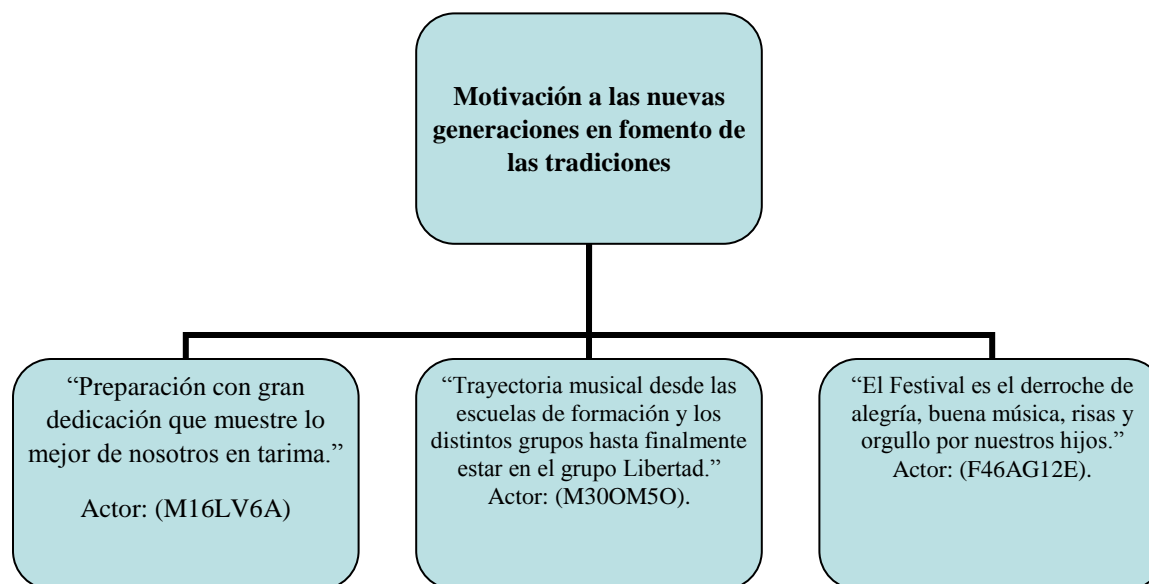 Motivación a las nuevas
generaciones en fomento de
las tradiciones
“Preparación con gran
dedicación que muestre lo
mejor de nosotros en tarima.”
Actor: (M16LV6A)
“Trayectoria musical desde las
escuelas de formación y los
distintos grupos hasta finalmente
estar en el grupo Libertad.”
Actor: (M30OM5O).
“El Festival es el derroche de
alegría, buena música, risas y
orgullo por nuestros hijos.”
Actor: (F46AG12E).